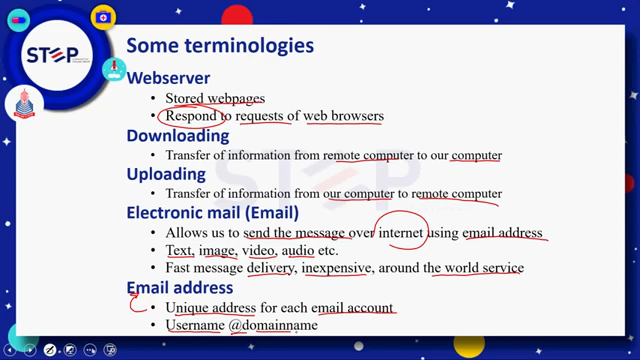 STEP
Some terminologies
Webserver
• Stored webpages
• Respond to requests of web browsers
Downloading
• Transfer of information from remote computer to our computer
Uploading
• Transfer of information from our computer to remote computer
Electronic mail (Email)
• Allows us to send the message over internet using email address
• Text, image, video, audio etc.
• Fast message delivery, inexpensive, around the world service
Email address
• Unique address for each email account
• Username @domainname